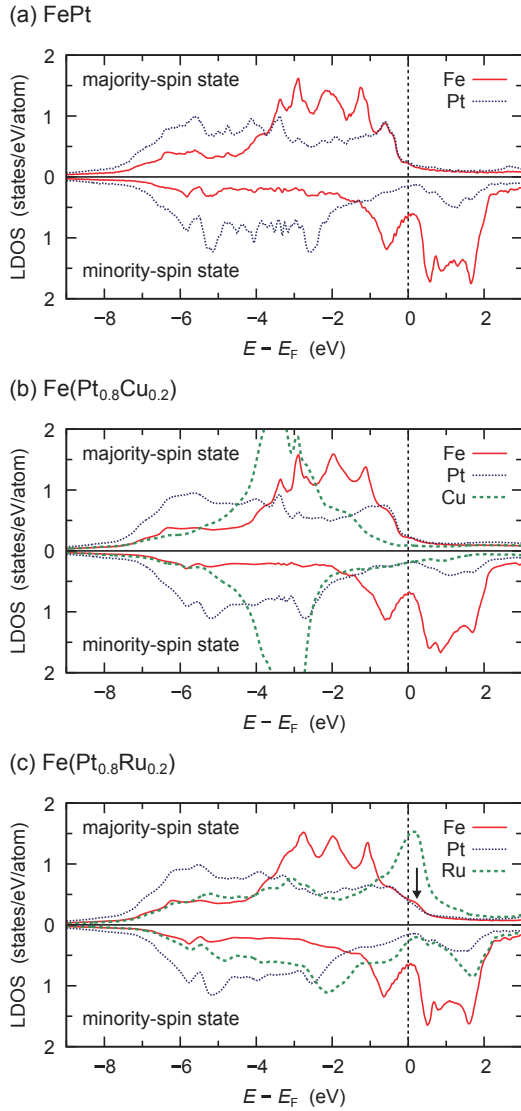 (a) FePt
2
majority-spin state
Fe
Pt
1
0
1
minority-spin state
2
LDOS (states/eV/atom)
−8 −6 −4 −2 0 2
E − E_F (eV)
(b) Fe(Pt0.8Cu0.2)
2
majority-spin state
Fe
Pt
Cu
1
0
1
minority-spin state
2
LDOS (states/eV/atom)
−8 −6 −4 −2 0 2
E − E_F (eV)
(c) Fe(Pt0.8Ru0.2)
2
majority-spin state
Fe
Pt
Ru
1
0
1
minority-spin state
2
LDOS (states/eV/atom)
−8 −6 −4 −2 0 2
E − E_F (eV)